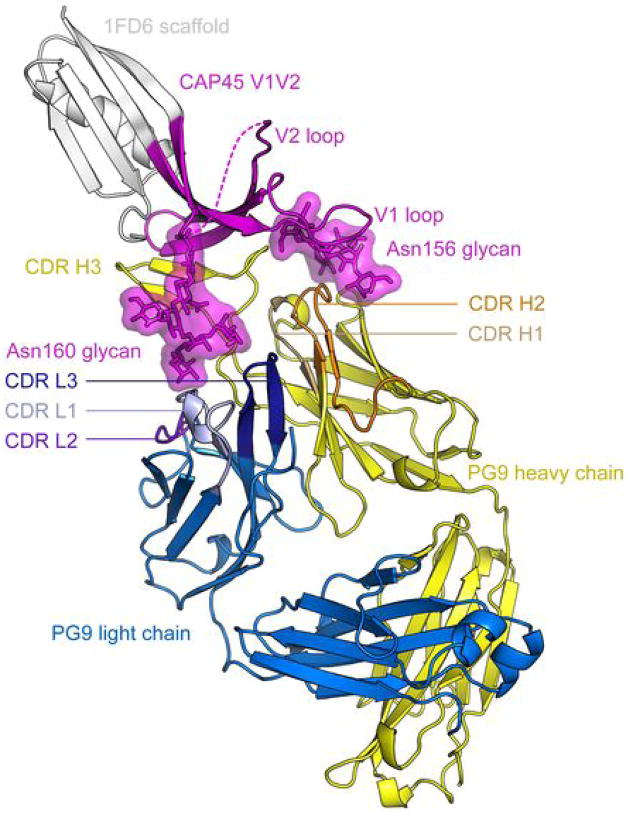 1FD6 scaffold
CAP45 V1V2
V2 loop
V1 loop
Asn156 glycan
CDR H3
CDR H2
CDR H1
Asn160 glycan
CDR L3
CDR L1
CDR L2
PG9 heavy chain
PG9 light chain